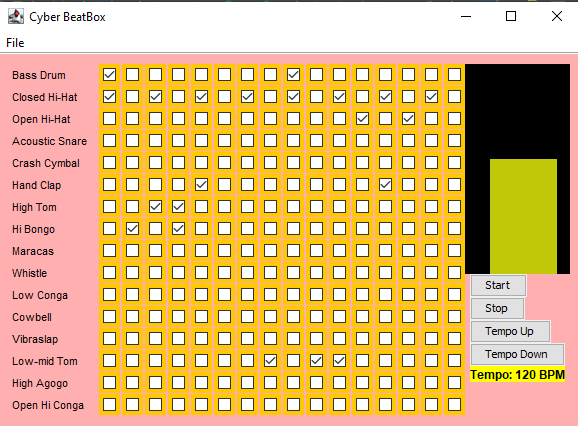 Cyber BeatBox
File
Bass Drum
Closed Hi-Hat
Open Hi-Hat
Acoustic Snare
Crash Cymbal
Hand Clap
High Tom
Hi Bongo
Maracas
Whistle
Low Conga
Cowbell
Vibraslap
Low-mid Tom
High Agogo
Open Hi Conga
Start
Stop
Tempo Up
Tempo Down
Tempo: 120 BPM